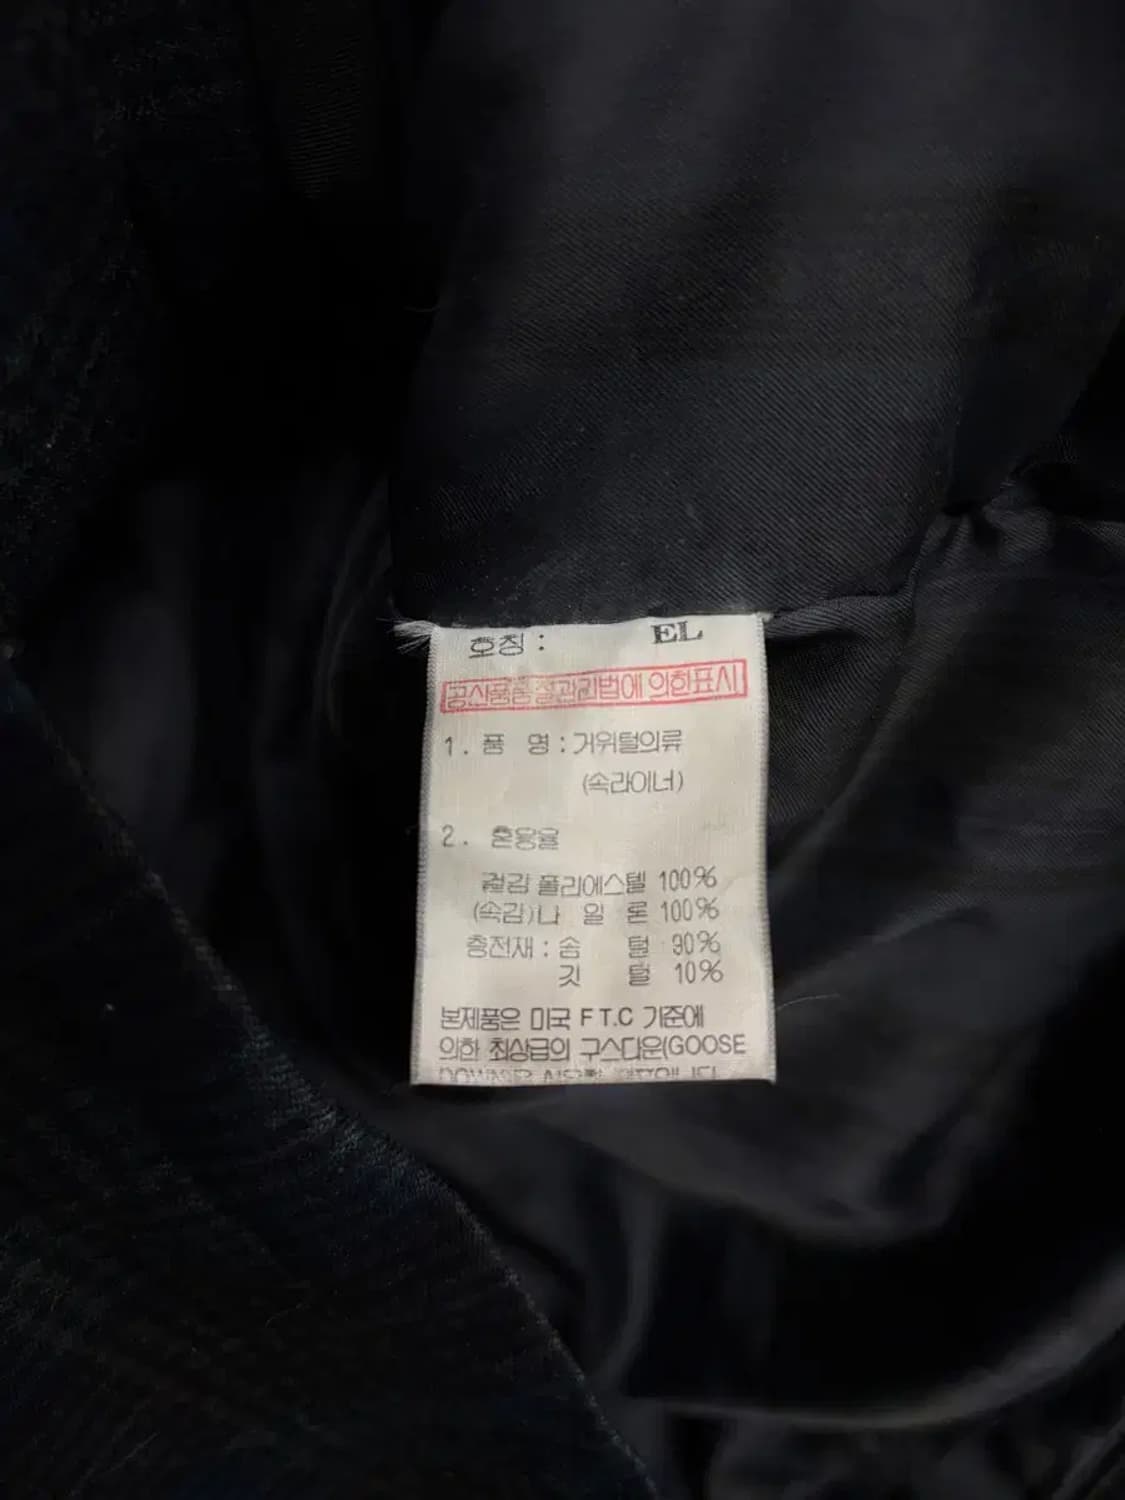 호칭 : EL
공산품품질관리법에 의한표시
1. 품 명 : 거위털의류
(속라이너)
2. 혼용율
겉감 폴리에스텔 100%
(속감)나 일 론 100%
충전재 : 솜 털 90%
깃 털 10%
본제품은 미국 F.T.C 기준에
의한 최상급의 구스다운(GOOSE